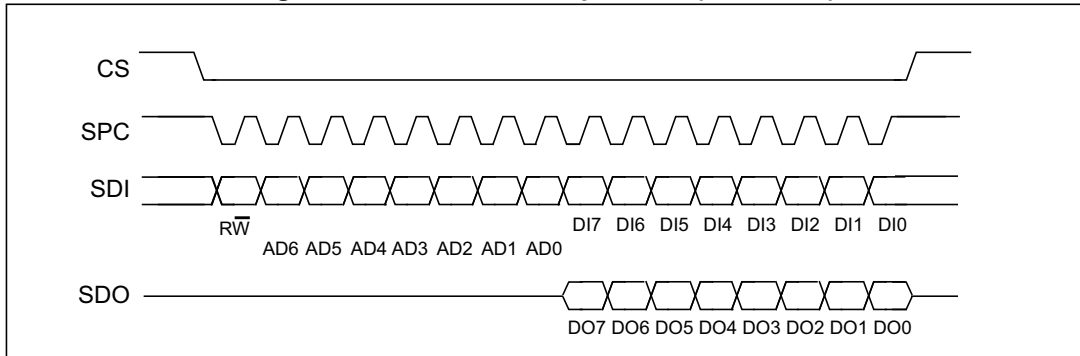 CS
SPC
SDI
RW̅
DI7 DI6 DI5 DI4 DI3 DI2 DI1 DI0
AD6 AD5 AD4 AD3 AD2 AD1 AD0
SDO
DO7 DO6 DO5 DO4 DO3 DO2 DO1 DO0